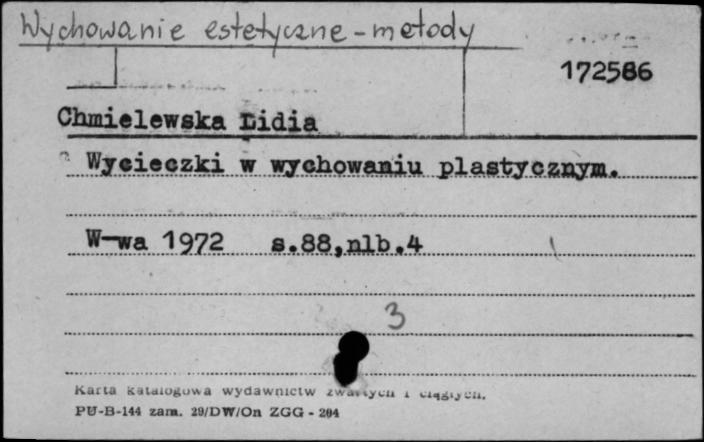 Wychowanie estetyczne - metody
172586
Chmielewska Lidia
Wycieczki w wychowaniu plastycznym.
W-wa 1972 s.88,nlb.4
3
Karta katalogowa wydawnictw zwartych i ciągłych.
PU-B-144 zam. 29/DW/On ZGG - 204